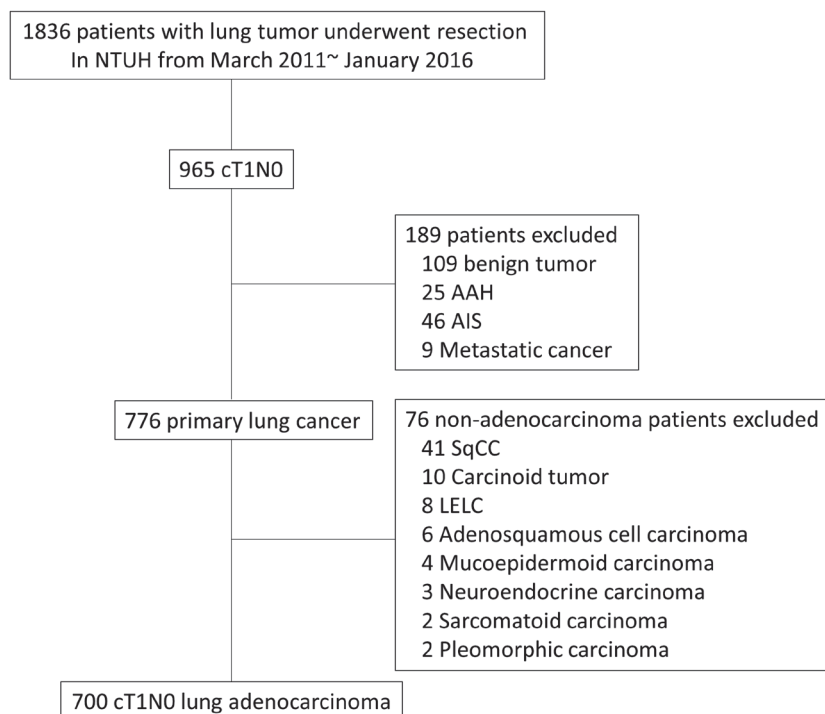 1836 patients with lung tumor underwent resection
In NTUH from March 2011~ January 2016
965 cT1N0
189 patients excluded
109 benign tumor
25 AAH
46 AIS
9 Metastatic cancer
776 primary lung cancer
76 non-adenocarcinoma patients excluded
41 SqCC
10 Carcinoid tumor
8 LELC
6 Adenosquamous cell carcinoma
4 Mucoepidermoid carcinoma
3 Neuroendocrine carcinoma
2 Sarcomatoid carcinoma
2 Pleomorphic carcinoma
700 cT1N0 lung adenocarcinoma